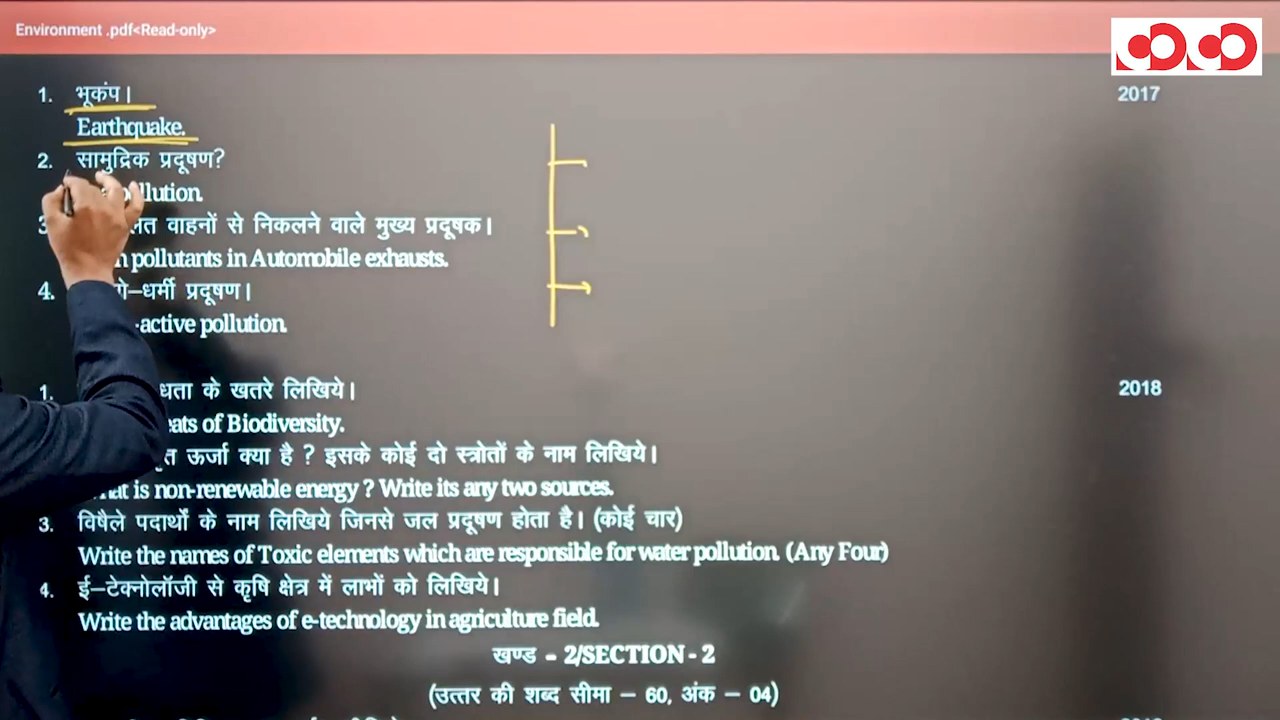 Environment .pdf<Read-only>
1. भूकंप। 2017
Earthquake.
2. सामुद्रिक प्रदूषण?
3 वाहनों से निकलने वाले मुख्य प्रदूषक।
pollutants in Automobile exhausts.
4. –धर्मी प्रदूषण।
-active pollution.
1. के खतरे लिखिये। 2018
of Biodiversity.
ऊर्जा क्या है ? इसके कोई दो स्त्रोतों के नाम लिखिये।
is non-renewable energy ? Write its any two sources.
3. विषैले पदार्थों के नाम लिखिये जिनसे जल प्रदूषण होता है। (कोई चार)
Write the names of Toxic elements which are responsible for water pollution. (Any Four)
4. ई–टेक्नोलॉजी से कृषि क्षेत्र में लाभों को लिखिये।
Write the advantages of e-technology in agriculture field.
खण्ड - 2/SECTION - 2
(उत्तर की शब्द सीमा – 60, अंक – 04)